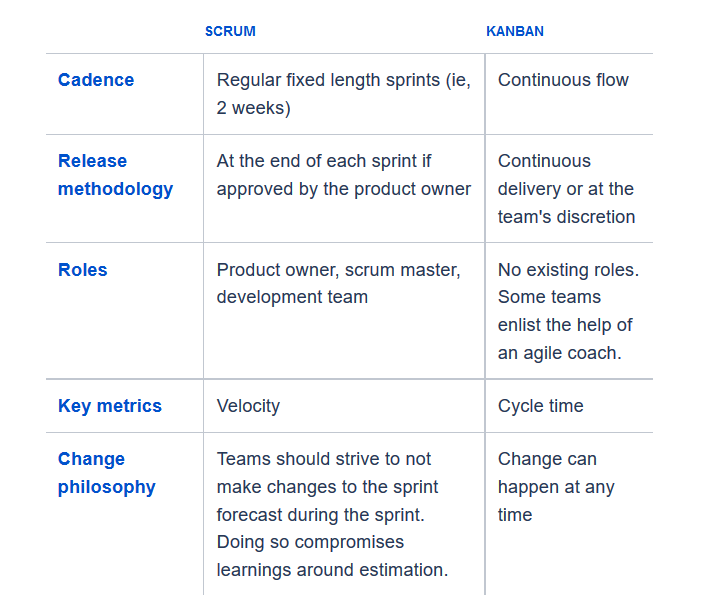 SCRUM KANBAN
Cadence
Regular fixed length sprints (ie,
2 weeks)
Continuous flow
Release
methodology
At the end of each sprint if
approved by the product owner
Continuous
delivery or at the
team's discretion
Roles
Product owner, scrum master,
development team
No existing roles.
Some teams
enlist the help of
an agile coach.
Key metrics
Velocity
Cycle time
Change
philosophy
Teams should strive to not
make changes to the sprint
forecast during the sprint.
Doing so compromises
learnings around estimation.
Change can
happen at any
time